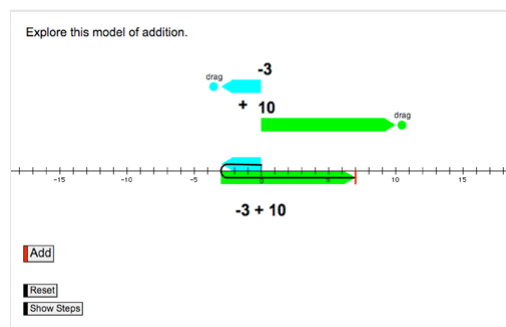 Explore this model of addition.
-3
drag
+ 10
drag
-15 -10 -5 0 5 10 15
-3 + 10
Add
Reset
Show Steps